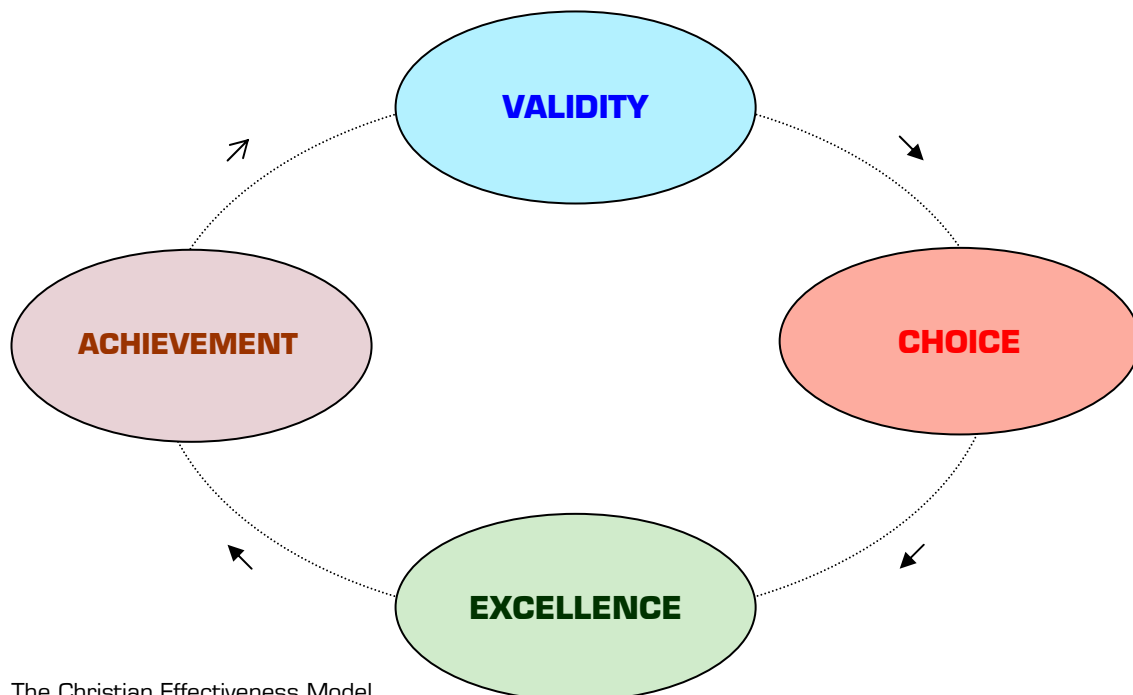 VALIDITY
CHOICE
ACHIEVEMENT
EXCELLENCE
The Christian Effectiveness Model